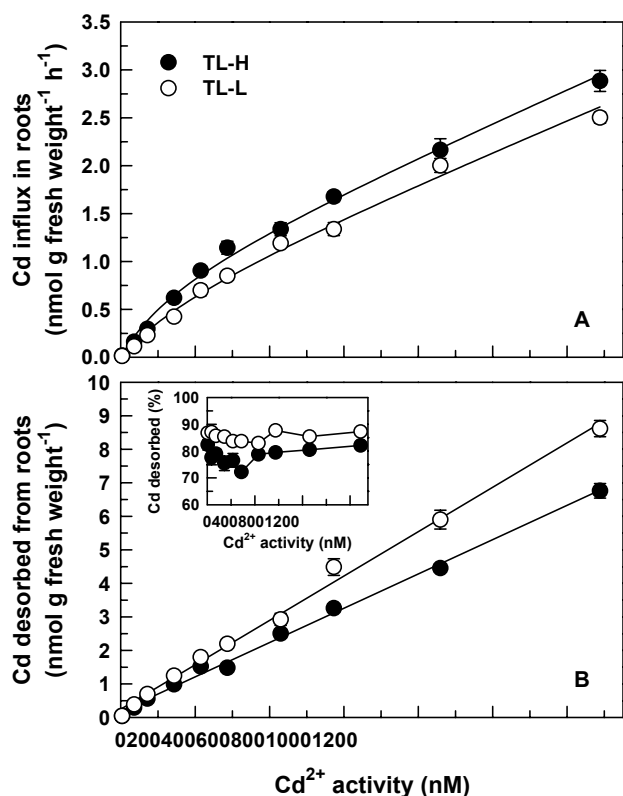 3.5
3.0
2.5
2.0
1.5
1.0
0.5
0.0
Cd influx in roots
(nmol g fresh weight⁻¹ h⁻¹)
TL-H
TL-L
A
10
9
8
7
6
5
4
3
2
1
0
Cd desorbed from roots
(nmol g fresh weight⁻¹)
100
90
80
70
60
Cd desorbed (%)
04008001200
Cd²⁺ activity (nM)
B
020040060080010001200
Cd²⁺ activity (nM)